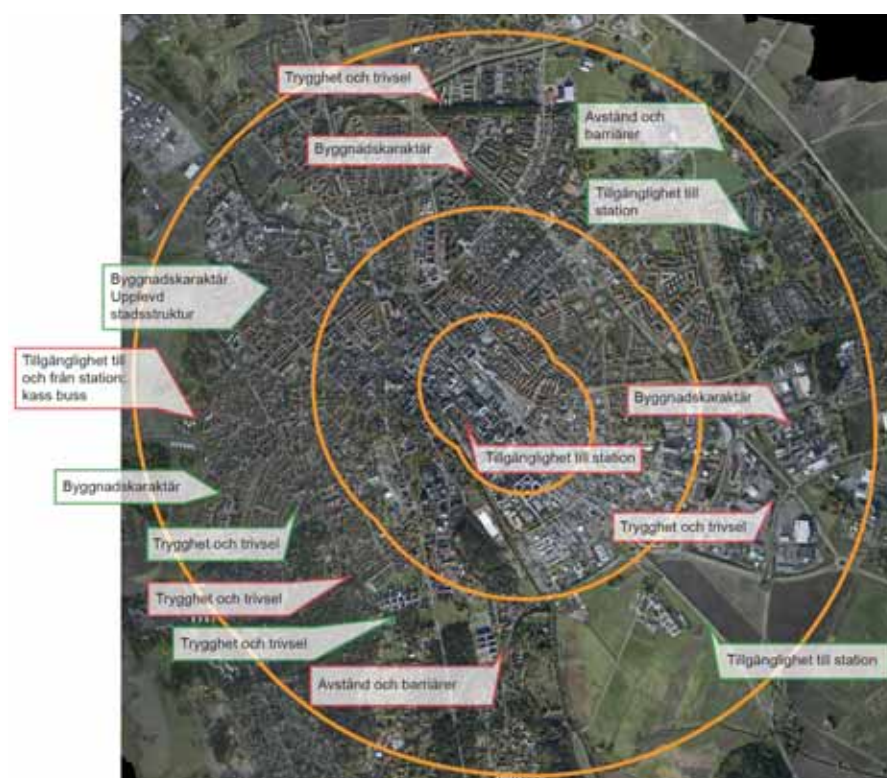 Trygghet och trivsel
Avstånd och
barriärer
Byggnadskaraktär
Tillgänglighet till
station
Byggnadskaraktär
Upplevd
stadsstruktur
Tillgänglighet till
och från station:
kass buss
Byggnadskaraktär
Tillgänglighet till station
Byggnadskaraktär
Trygghet och trivsel
Trygghet och trivsel
Trygghet och trivsel
Trygghet och trivsel
Tillgänglighet till station
Avstånd och barriärer